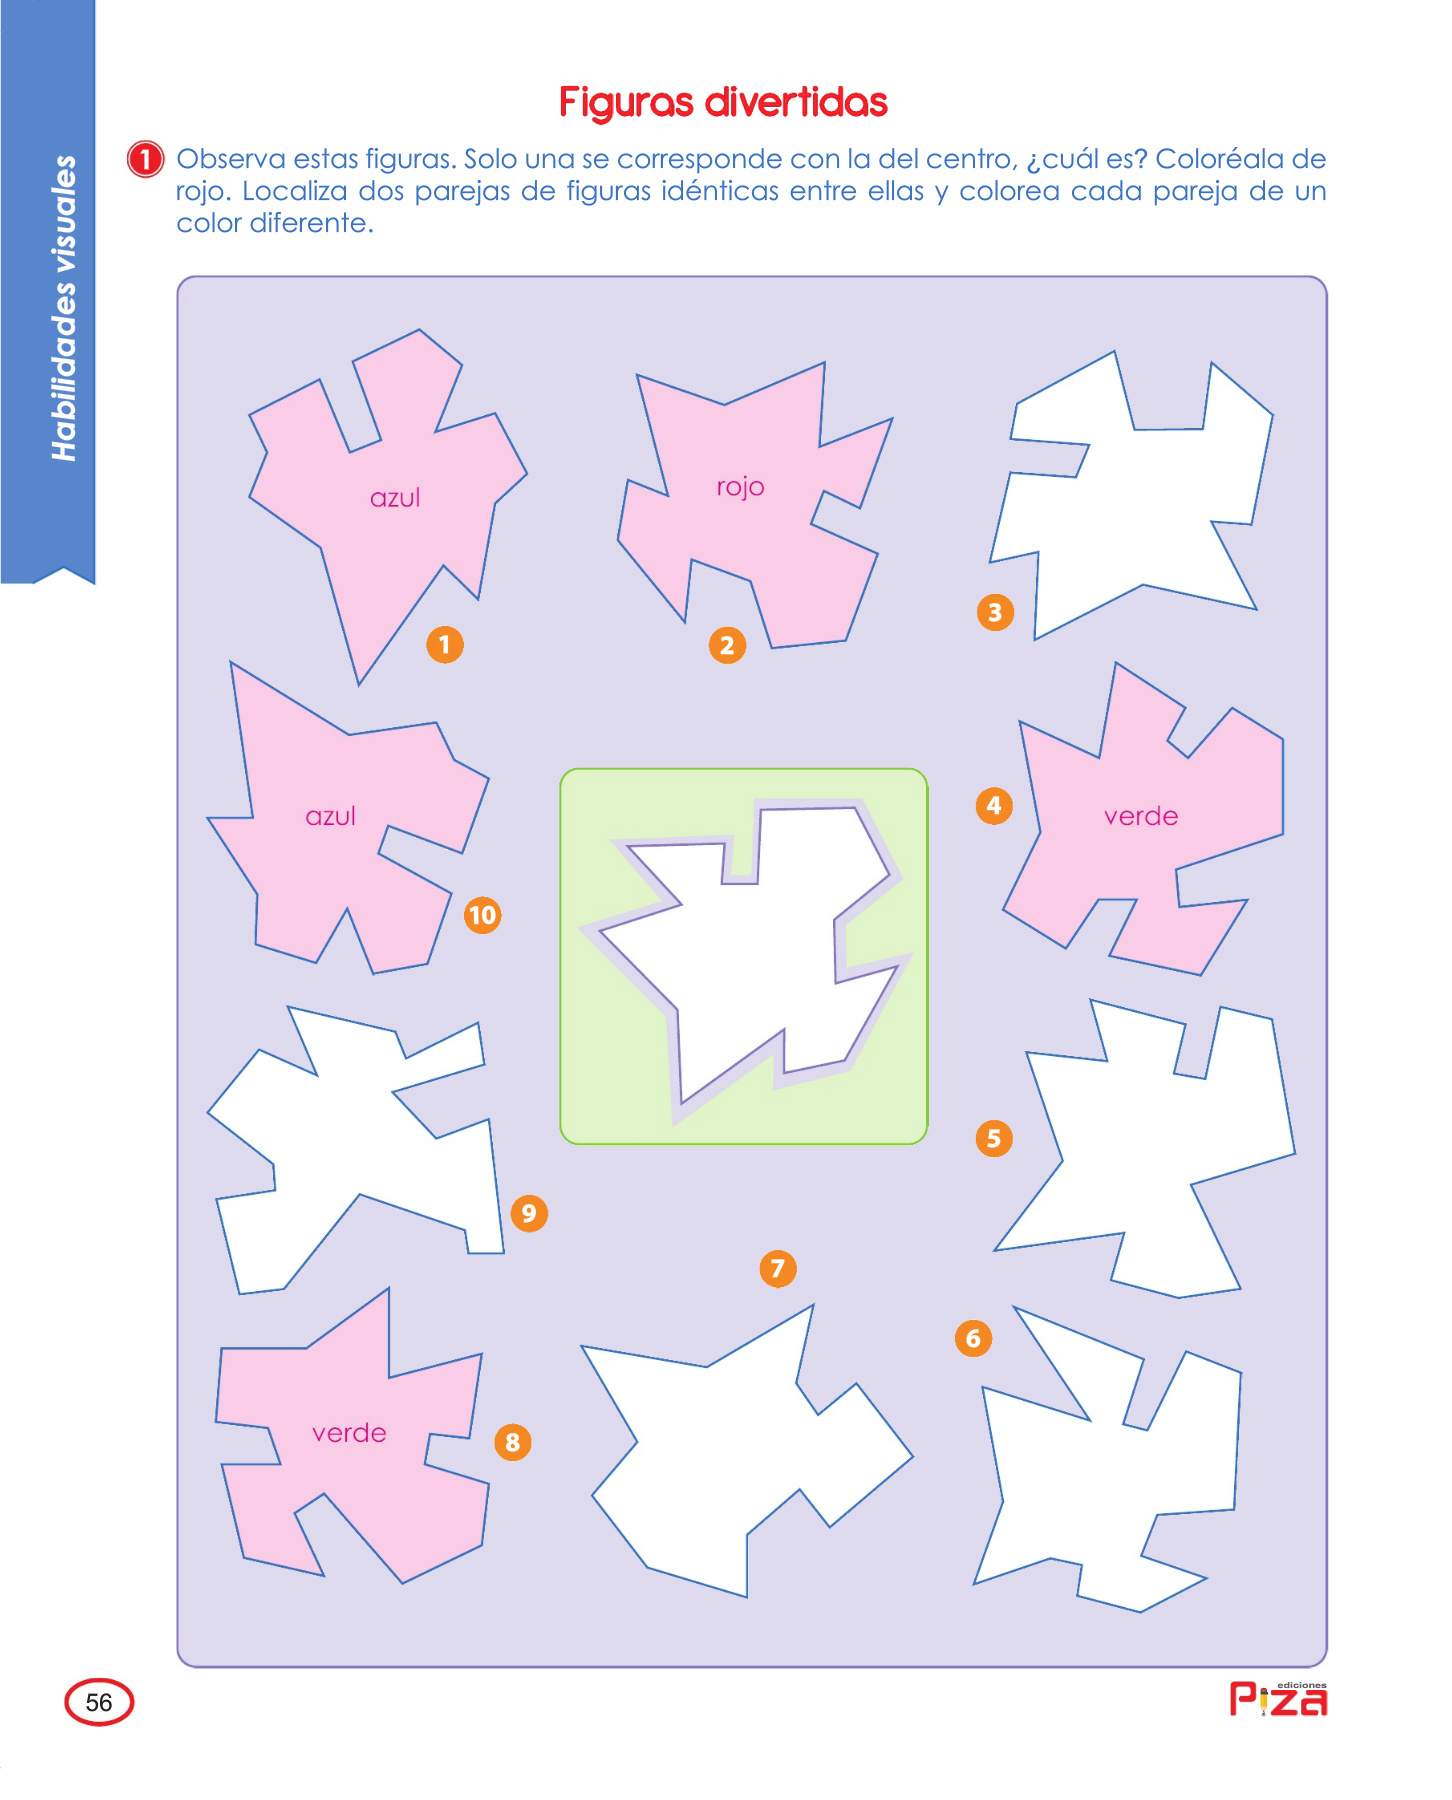 Habilidades visuales
Figuras divertidas
1 Observa estas figuras. Solo una se corresponde con la del centro, ¿cuál es? Coloréala de
rojo. Localiza dos parejas de figuras idénticas entre ellas y colorea cada pareja de un
color diferente.
azul
rojo
1
2
3
azul
4
verde
10
5
9
7
6
verde
8
56
ediciones
Piza